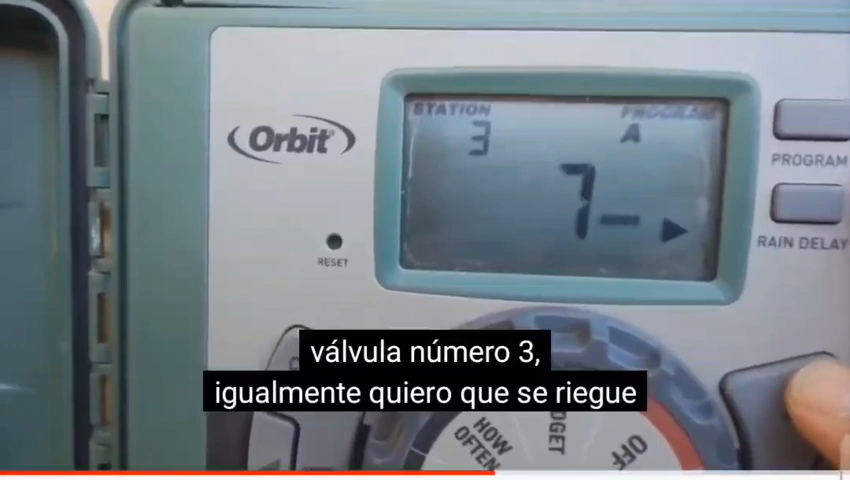 Orbit
STATION
PROGRAM
3
A
7-
PROGRAM
RAIN DELAY
RESET
válvula número 3,
igualmente quiero que se riegue
HOW
OFTEN
OFF